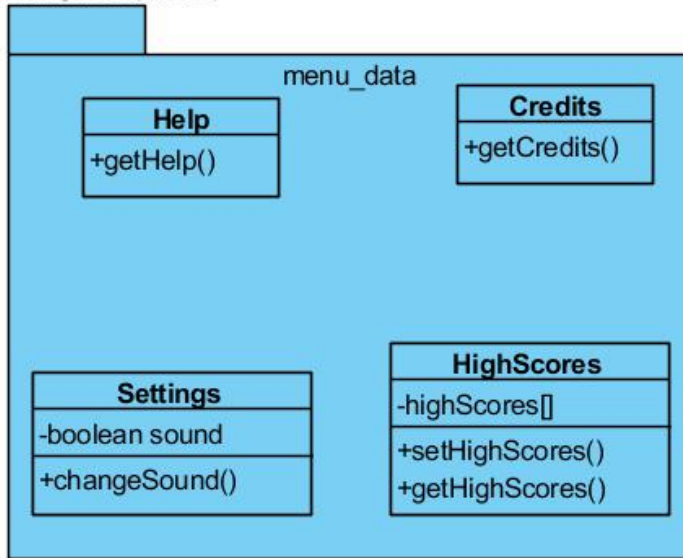 menu_data
Help
+getHelp()
Credits
+getCredits()
Settings
-boolean sound
+changeSound()
HighScores
-highScores[]
+setHighScores()
+getHighScores()